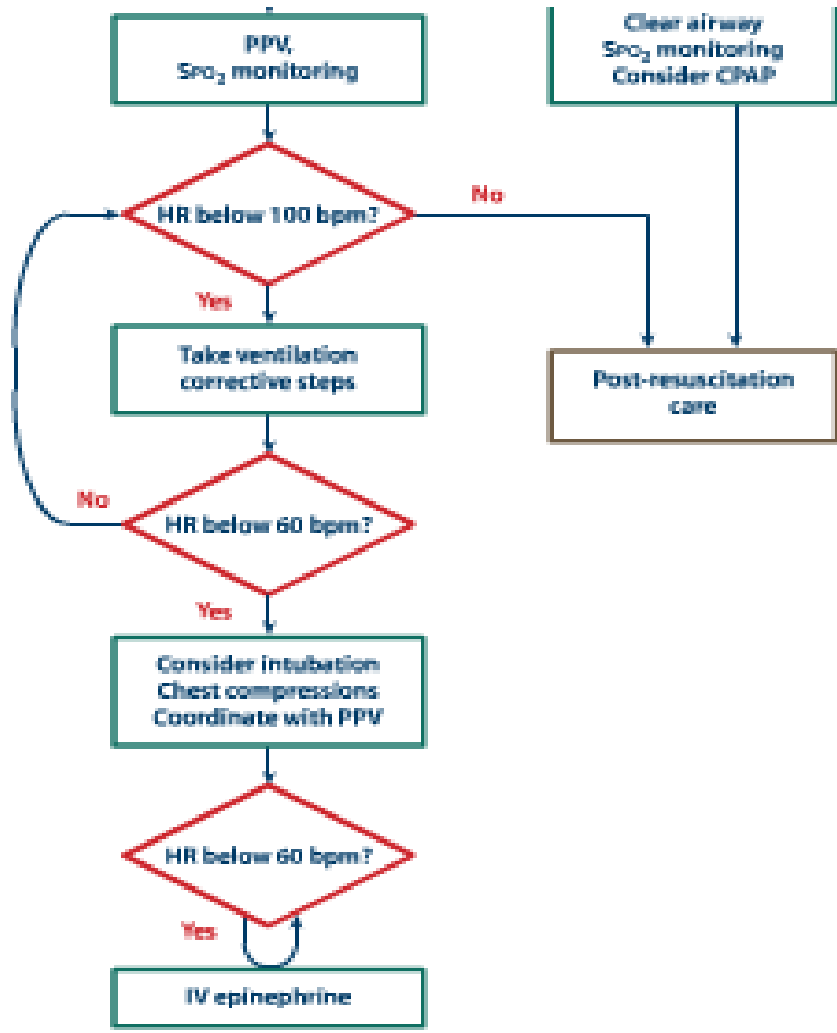 PPV,
SPO₂ monitoring
Clear airway
SPO₂ monitoring
Consider CPAP
HR below 100 bpm?
No
Yes
Take ventilation
corrective steps
Post-resuscitation
care
No
HR below 60 bpm?
Yes
Consider intubation
Chest compressions
Coordinate with PPV
HR below 60 bpm?
Yes
IV epinephrine